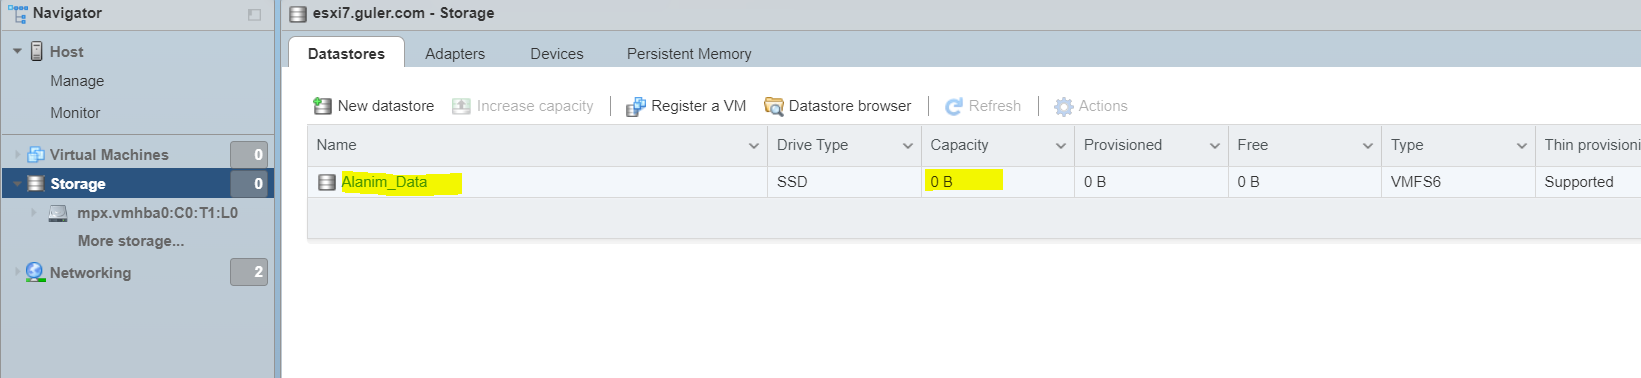 Navigator
Host
Manage
Monitor
Virtual Machines 0
Storage 0
mpx.vmhba0:C0:T1:L0
More storage...
Networking 2
esxi7.guler.com - Storage
Datastores Adapters Devices Persistent Memory
New datastore Increase capacity Register a VM Datastore browser Refresh Actions
Name Drive Type Capacity Provisioned Free Type Thin provisioni
Alanim_Data SSD 0 B 0 B 0 B VMFS6 Supported